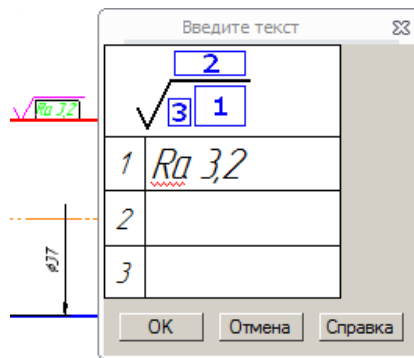 Введите текст
2
3 1
Ra 3,2
1 Ra 3,2
2
3
ø37
OK Отмена Справка